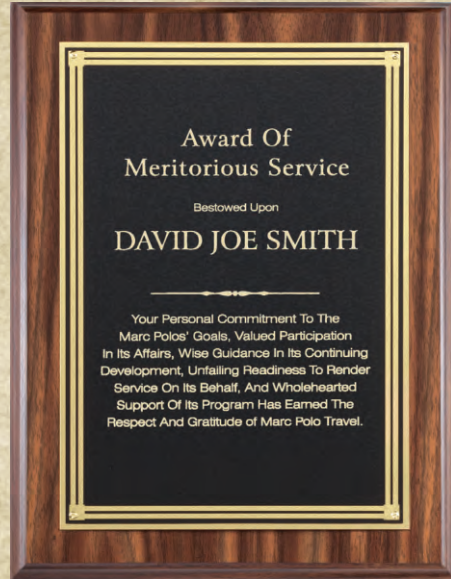 Award Of
Meritorious Service
Bestowed Upon
DAVID JOE SMITH
Your Personal Commitment To The
Marc Polos' Goals, Valued Participation
In Its Affairs, Wise Guidance In Its Continuing
Development, Unfailing Readiness To Render
Service On Its Behalf, And Wholehearted
Support Of Its Program Has Earned The
Respect And Gratitude of Marc Polo Travel.